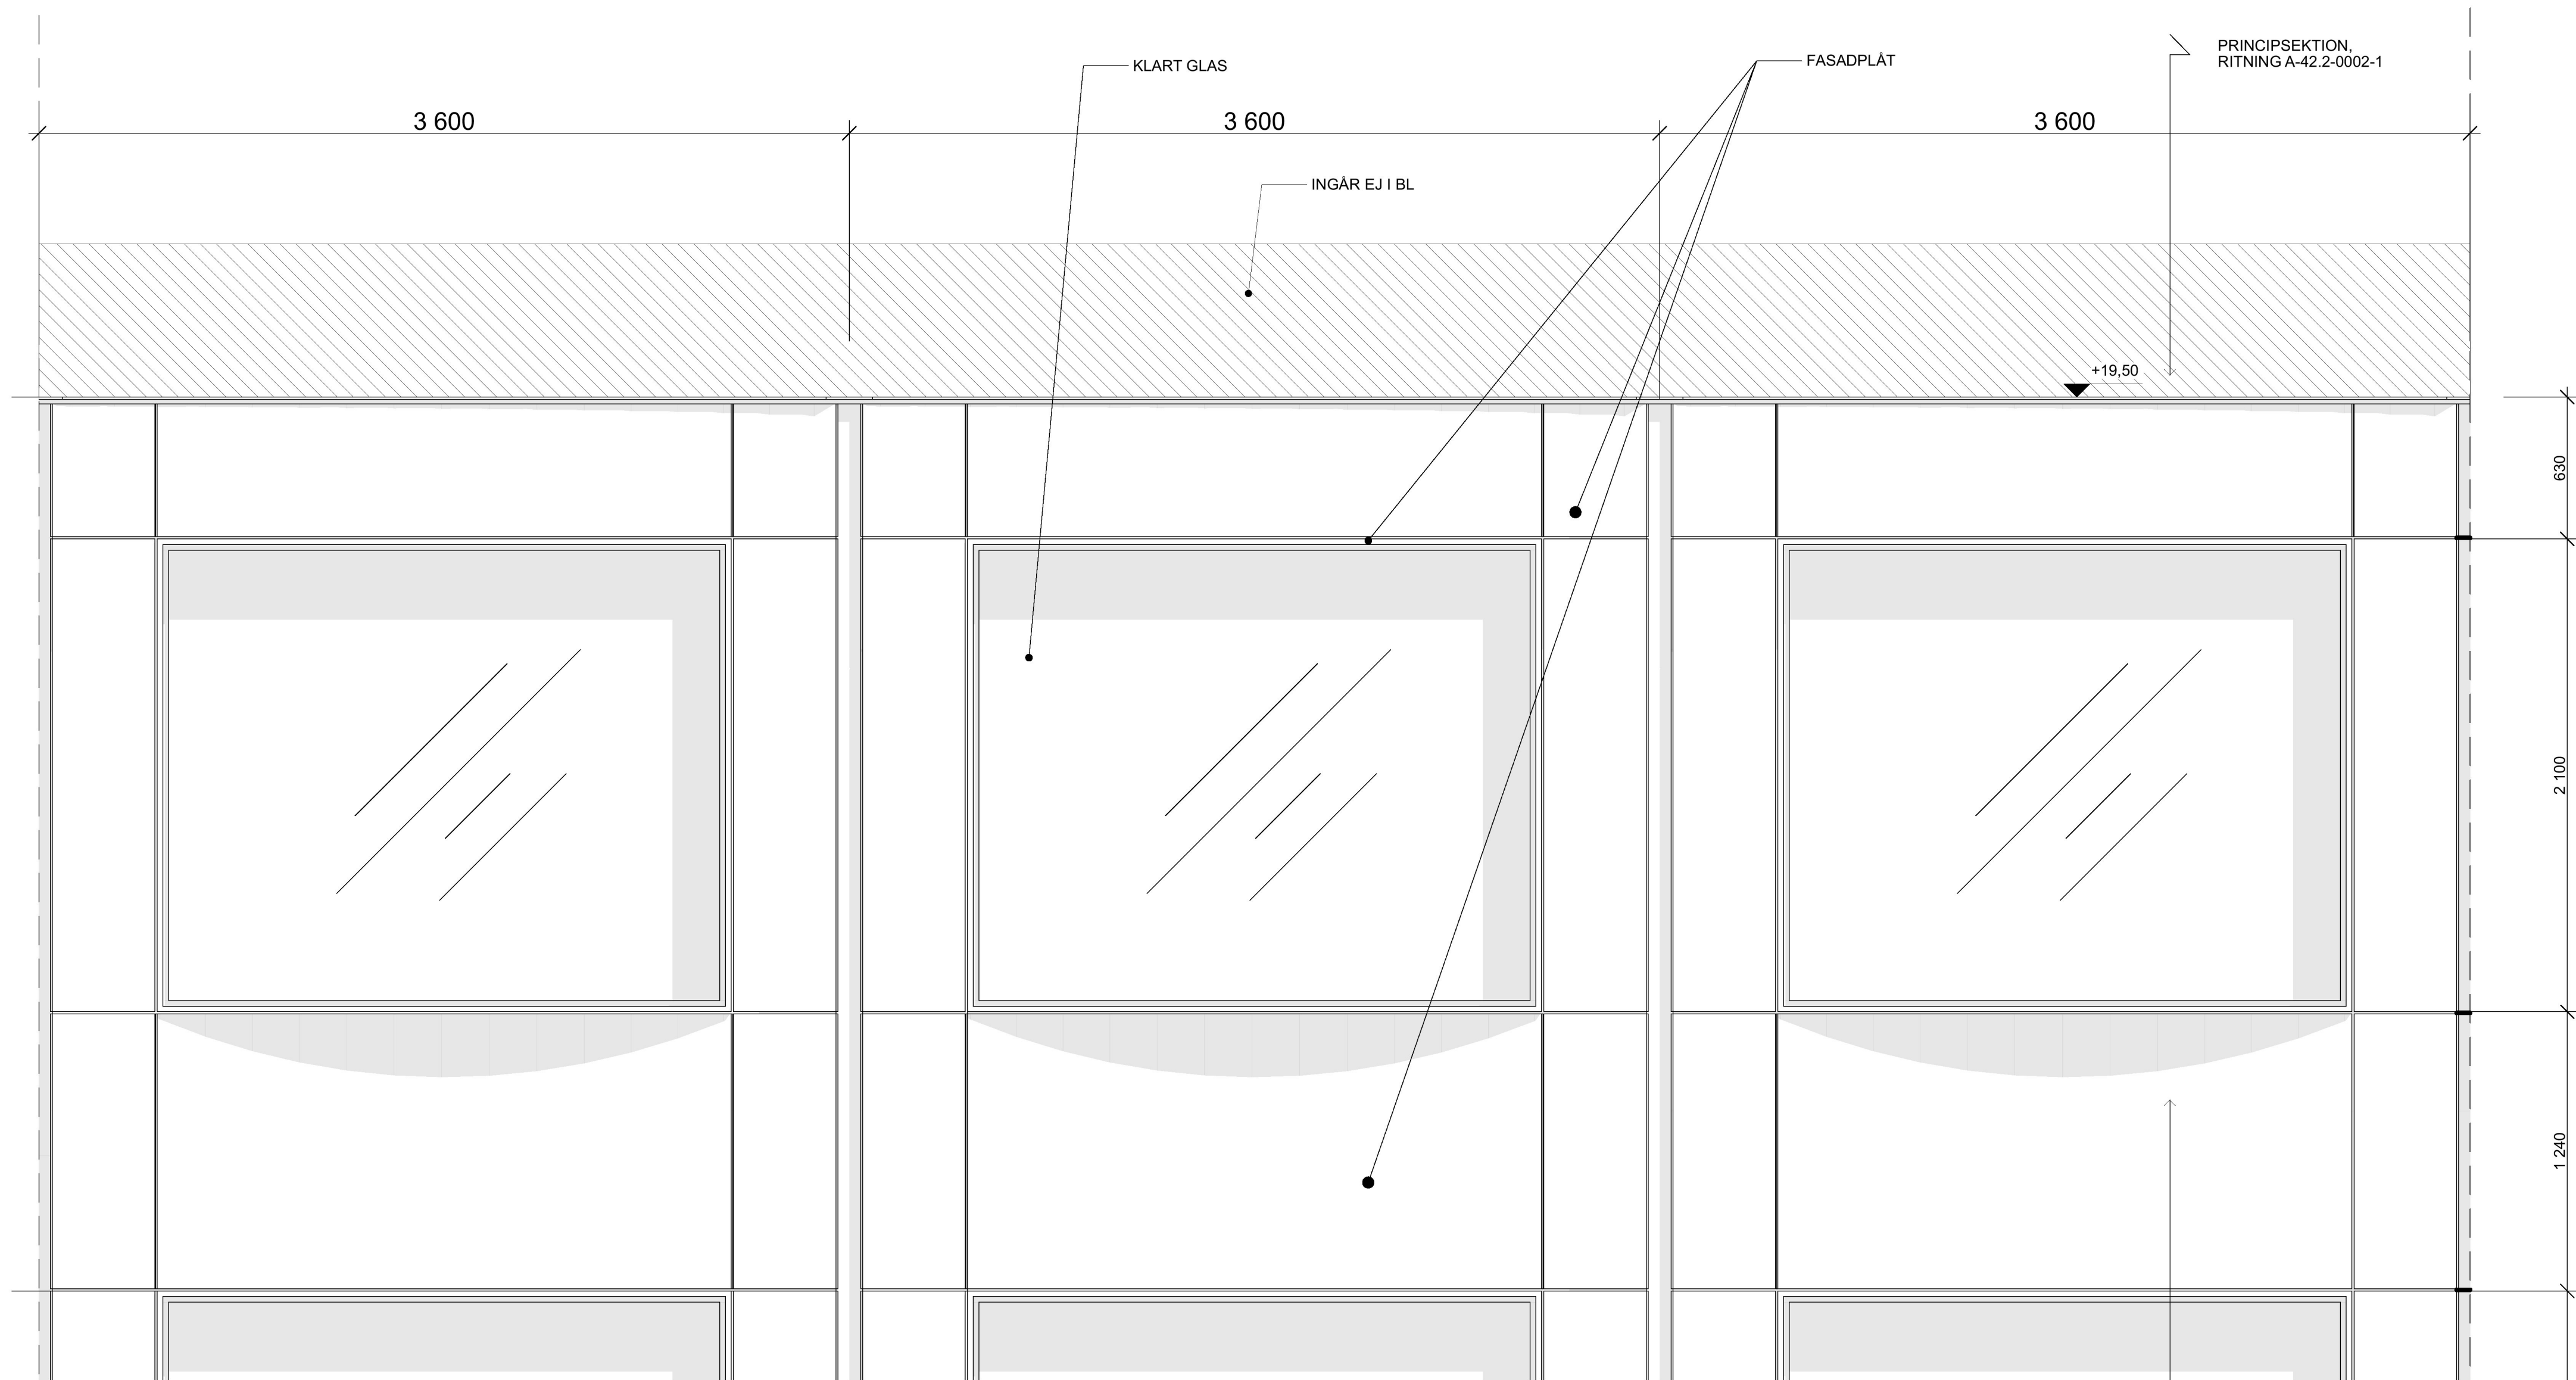 PRINCIPSEKTION,
RITNING A-42.2-0002-1
KLART GLAS
FASADPLÅT
3 600
3 600
3 600
INGÅR EJ I BL
+19,50
630
2 100
1 240